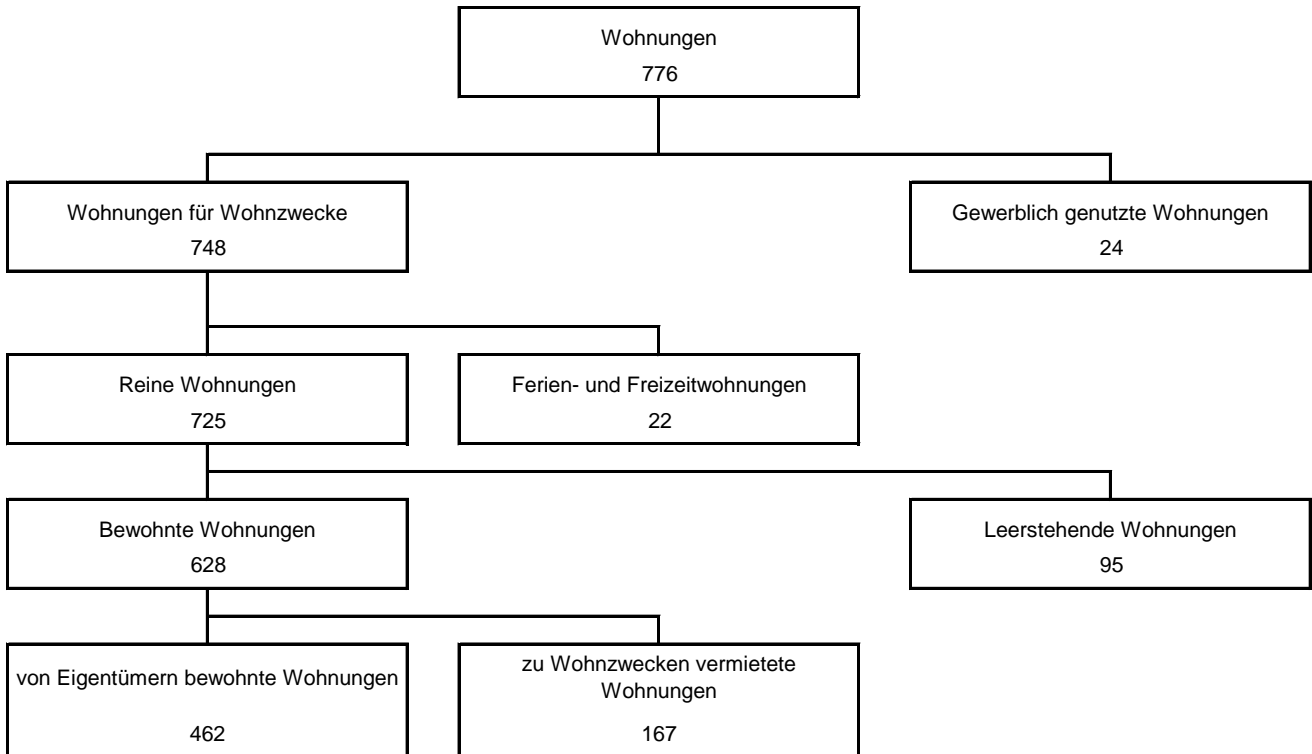 Wohnungen
776
Wohnungen für Wohnzwecke
748
Gewerblich genutzte Wohnungen
24
Reine Wohnungen
725
Ferien- und Freizeitwohnungen
22
Bewohnte Wohnungen
628
Leerstehende Wohnungen
95
von Eigentümern bewohnte Wohnungen
462
zu Wohnzwecken vermietete
Wohnungen
167